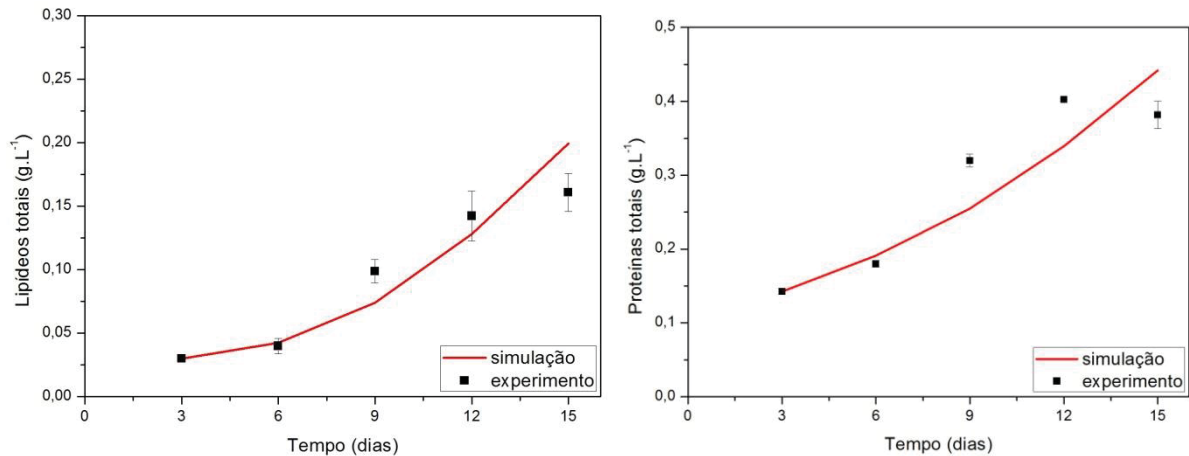 0,30
0,25
0,20
0,15
0,10
0,05
0,00
Lipídeos totais (g.L-1)
0 3 6 9 12 15
Tempo (dias)
simulação
experimento
0,5
0,4
0,3
0,2
0,1
0,0
Proteínas totais (g.L-1)
0 3 6 9 12 15
Tempo (dias)
simulação
experimento